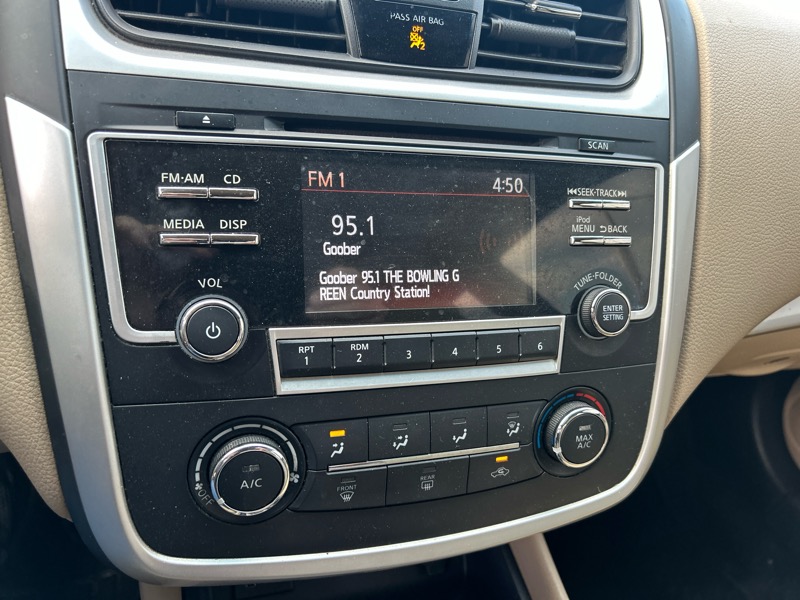 PASS AIR BAG
OFF
2
SCAN
FM·AM CD
MEDIA DISP
VOL
FM 1 4:50
95.1
Goober
Goober 95.1 THE BOWLING G
REEN Country Station!
SEEK·TRACK
iPod
MENU BACK
TUNE·FOLDER
ENTER
SETTING
RPT
1
RDM
2
3
4
5
6
A/C
OFF
FRONT
REAR
MAX
A/C